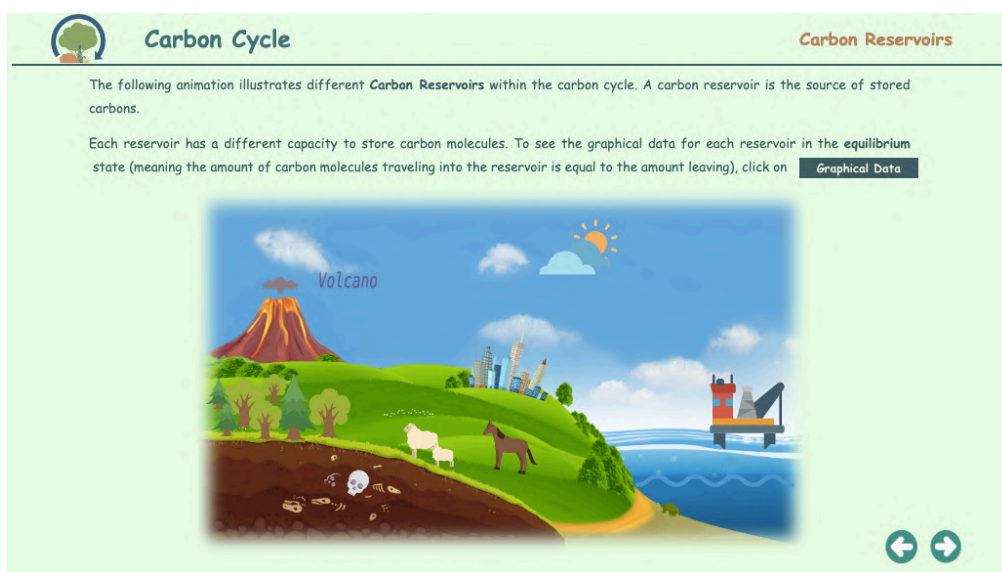 Carbon Cycle
Carbon Reservoirs
The following animation illustrates different Carbon Reservoirs within the carbon cycle. A carbon reservoir is the source of stored
carbons.
Each reservoir has a different capacity to store carbon molecules. To see the graphical data for each reservoir in the equilibrium
state (meaning the amount of carbon molecules traveling into the reservoir is equal to the amount leaving), click on Graphical Data
Volcano